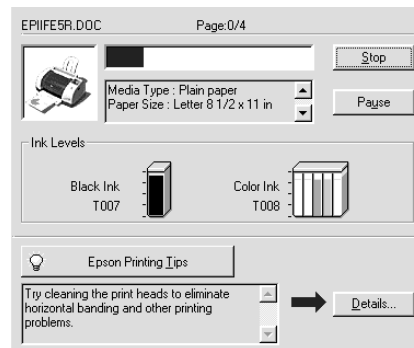 EPIIFE5R.DOC Page:0/4
Stop
Media Type : Plain paper
Paper Size : Letter 8 1/2 x 11 in
Pause
Ink Levels
Black Ink
T007
Color Ink
T008
Epson Printing Tips
Try cleaning the print heads to eliminate
horizontal banding and other printing
problems.
Details...